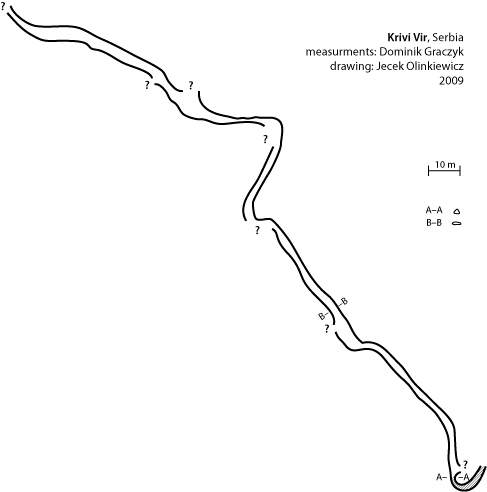 ?
Krivi Vir, Serbia
measurments: Dominik Graczyk
drawing: Jecek Olinkiewicz
2009
? ?
?
10 m
A–A
B–B
?
B– –B
?
?
A– –A